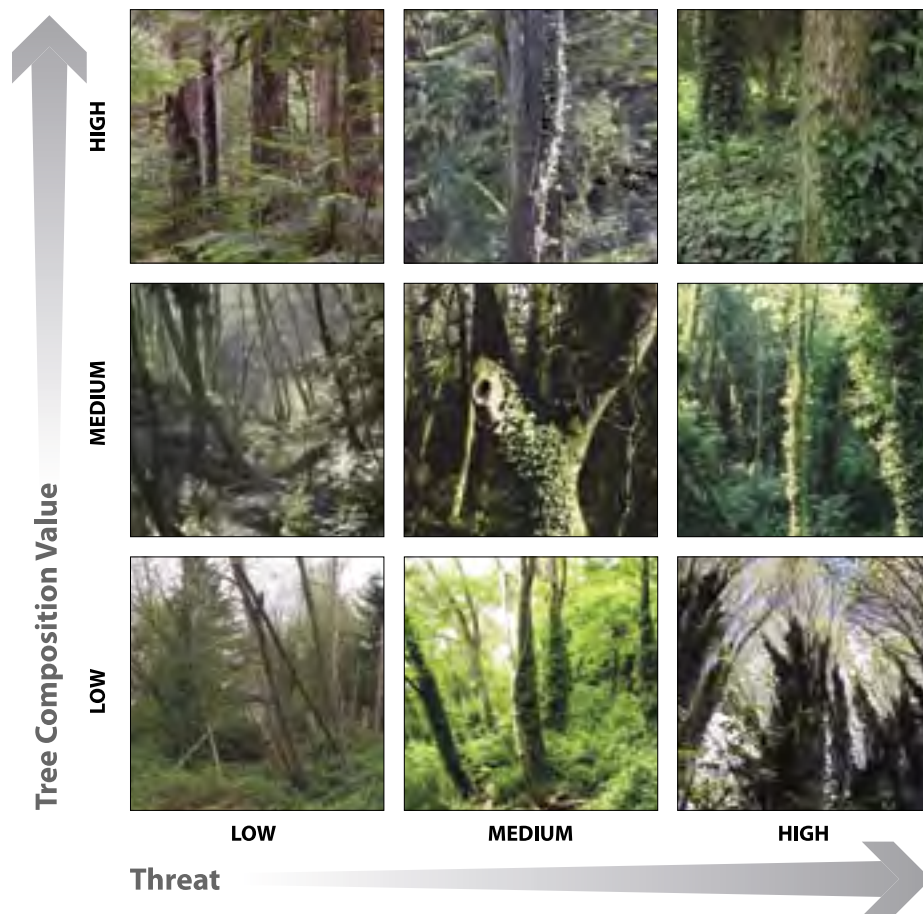 HIGH
MEDIUM
LOW
Tree Composition Value
LOW
MEDIUM
HIGH
Threat